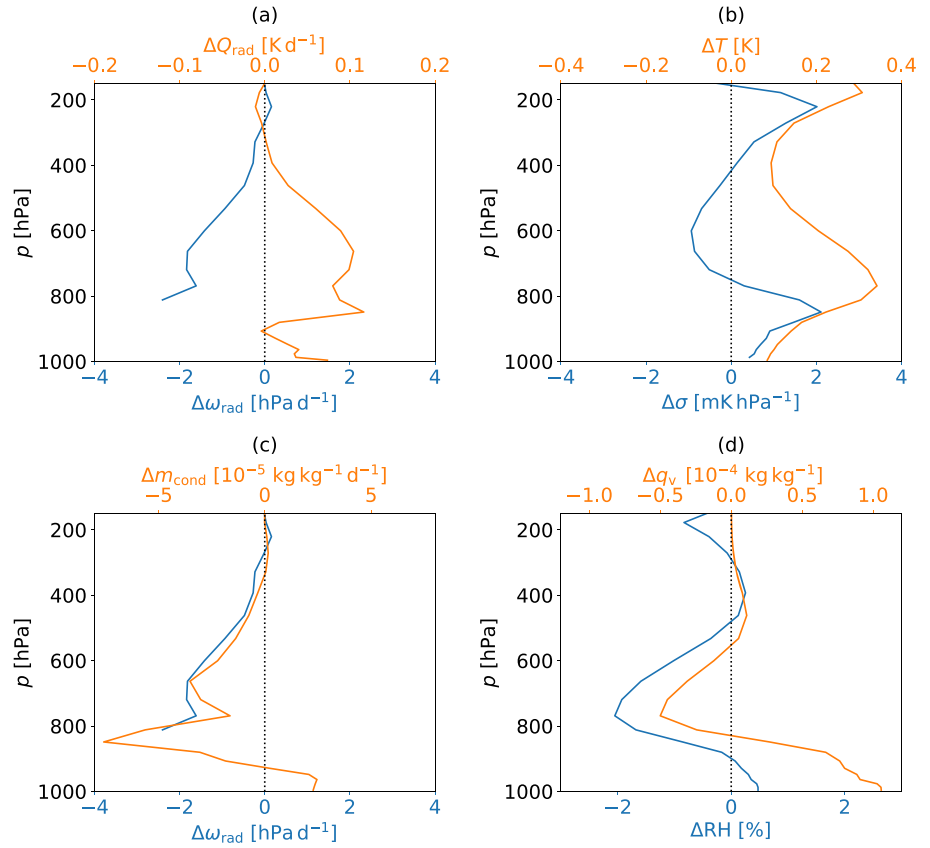 (a)
ΔQrad [K d⁻¹]
−0.2 −0.1 0.0 0.1 0.2
200
400
600
800
1000
p [hPa]
−4 −2 0 2 4
Δωrad [hPa d⁻¹]
(b)
ΔT [K]
−0.4 −0.2 0.0 0.2 0.4
200
400
600
800
1000
p [hPa]
−4 −2 0 2 4
Δσ [mK hPa⁻¹]
(c)
Δmcond [10⁻⁵ kg kg⁻¹ d⁻¹]
−5 0 5
200
400
600
800
1000
p [hPa]
−4 −2 0 2 4
Δωrad [hPa d⁻¹]
(d)
Δqv [10⁻⁴ kg kg⁻¹]
−1.0 −0.5 0.0 0.5 1.0
200
400
600
800
1000
p [hPa]
−2 0 2
ΔRH [%]